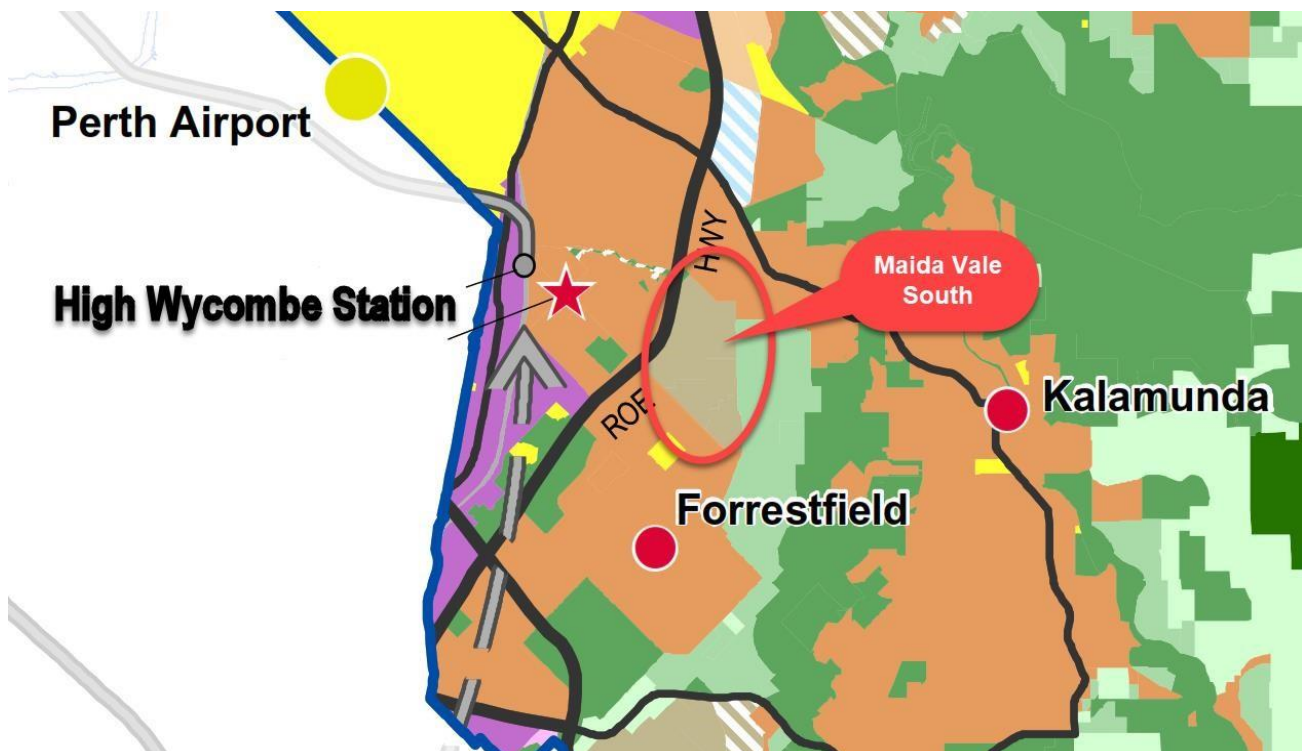 Perth Airport
HWY
Maida Vale
South
High Wycombe Station
ROE
Kalamunda
Forrestfield